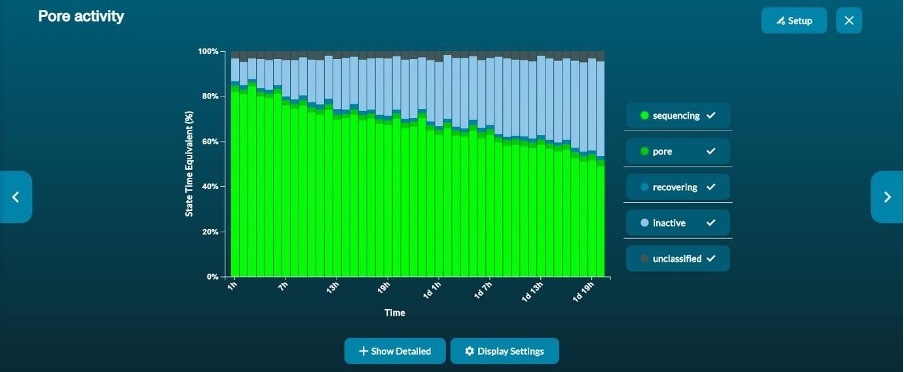 Pore activity
Setup
100%
80%
60%
40%
20%
0%
State Time Equivalent (%)
1h
7h
13h
19h
1d 1h
1d 7h
1d 13h
1d 19h
Time
sequencing
pore
recovering
inactive
unclassified
Show Detailed
Display Settings